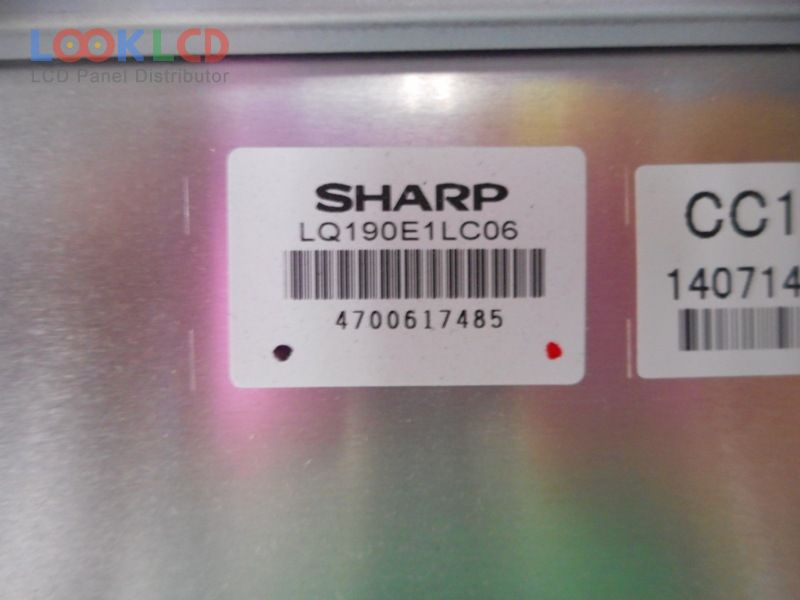 LOOKLCD
LCD Panel Distributor
SHARP
LQ190E1LC06
4700617485
CC1
140714